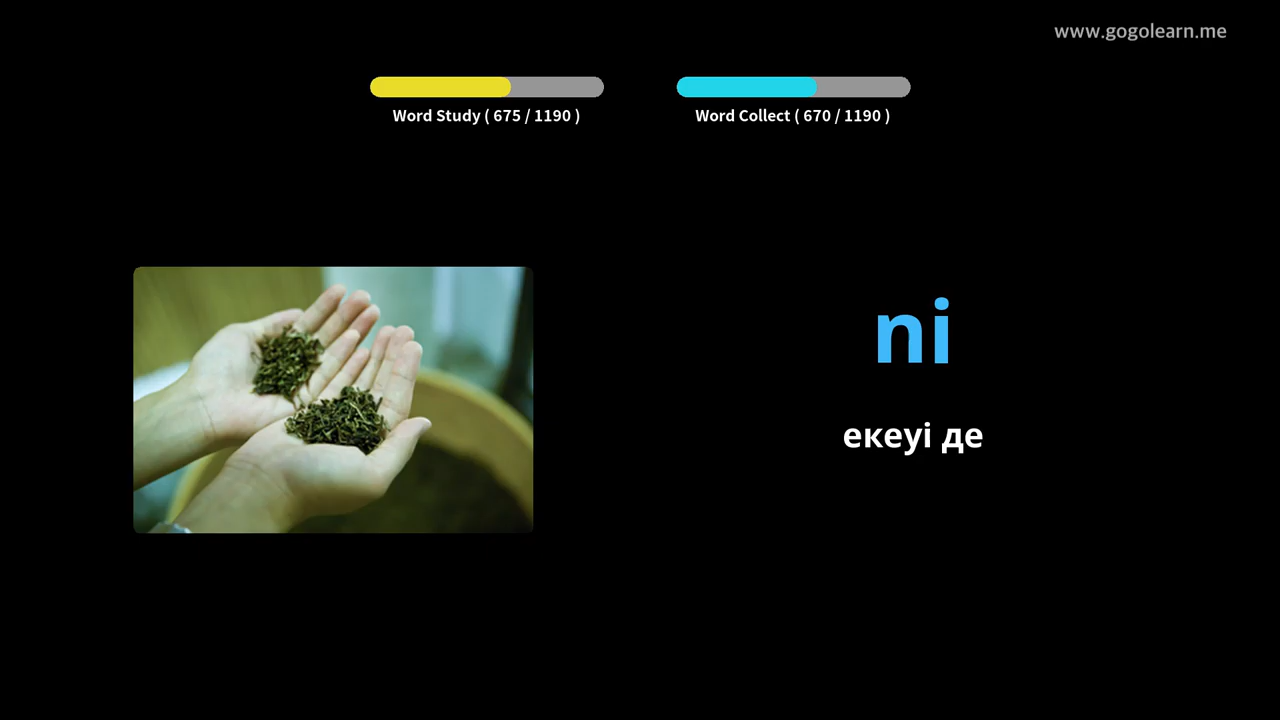 www.gogolearn.me
Word Study ( 675 / 1190 )
Word Collect ( 670 / 1190 )
ni
екеуі де